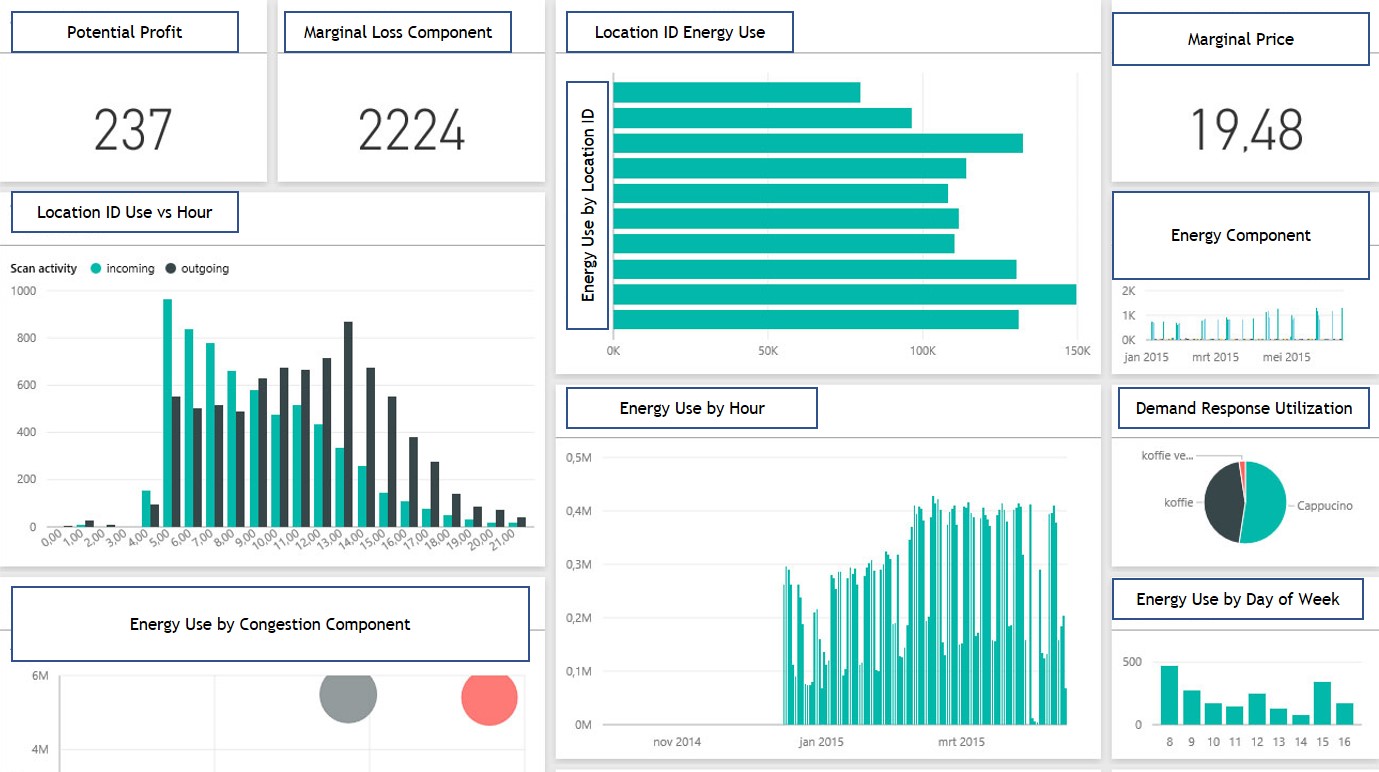 Potential Profit
237
Marginal Loss Component
2224
Location ID Energy Use
Energy Use by Location ID
0K 50K 100K 150K
Marginal Price
19,48
Location ID Use vs Hour
Scan activity incoming outgoing
1000
800
600
400
200
0
0,00 1,00 2,00 3,00 4,00 5,00 6,00 7,00 8,00 9,00 10,00 11,00 12,00 13,00 14,00 15,00 16,00 17,00 18,00 19,00 20,00 21,00
Energy Component
2K
1K
0K
jan 2015 mrt 2015 mei 2015
Energy Use by Hour
0,5M
0,4M
0,3M
0,2M
0,1M
0M
nov 2014 jan 2015 mrt 2015
Demand Response Utilization
koffie ve...
koffie
Cappucino
Energy Use by Congestion Component
6M
4M
Energy Use by Day of Week
500
0
8 9 10 11 12 13 14 15 16